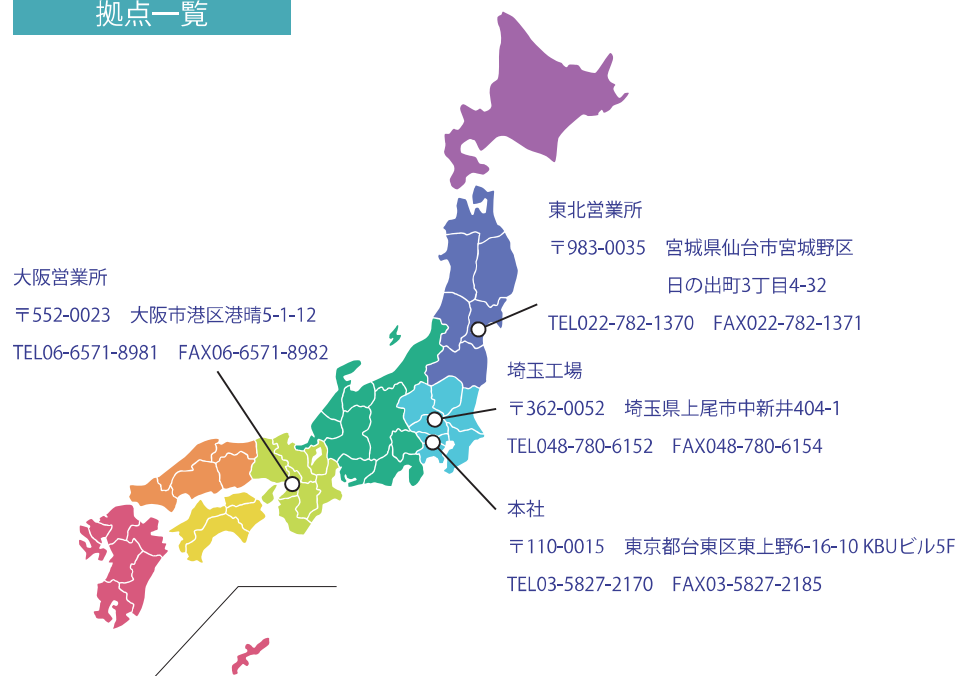 拠点一覧
東北営業所
〒983-0035　宮城県仙台市宮城野区
日の出町3丁目4-32
TEL022-782-1370　FAX022-782-1371
大阪営業所
〒552-0023　大阪市港区港晴5-1-12
TEL06-6571-8981　FAX06-6571-8982
埼玉工場
〒362-0052　埼玉県上尾市中新井404-1
TEL048-780-6152　FAX048-780-6154
本社
〒110-0015　東京都台東区東上野6-16-10 KBUビル5F
TEL03-5827-2170　FAX03-5827-2185